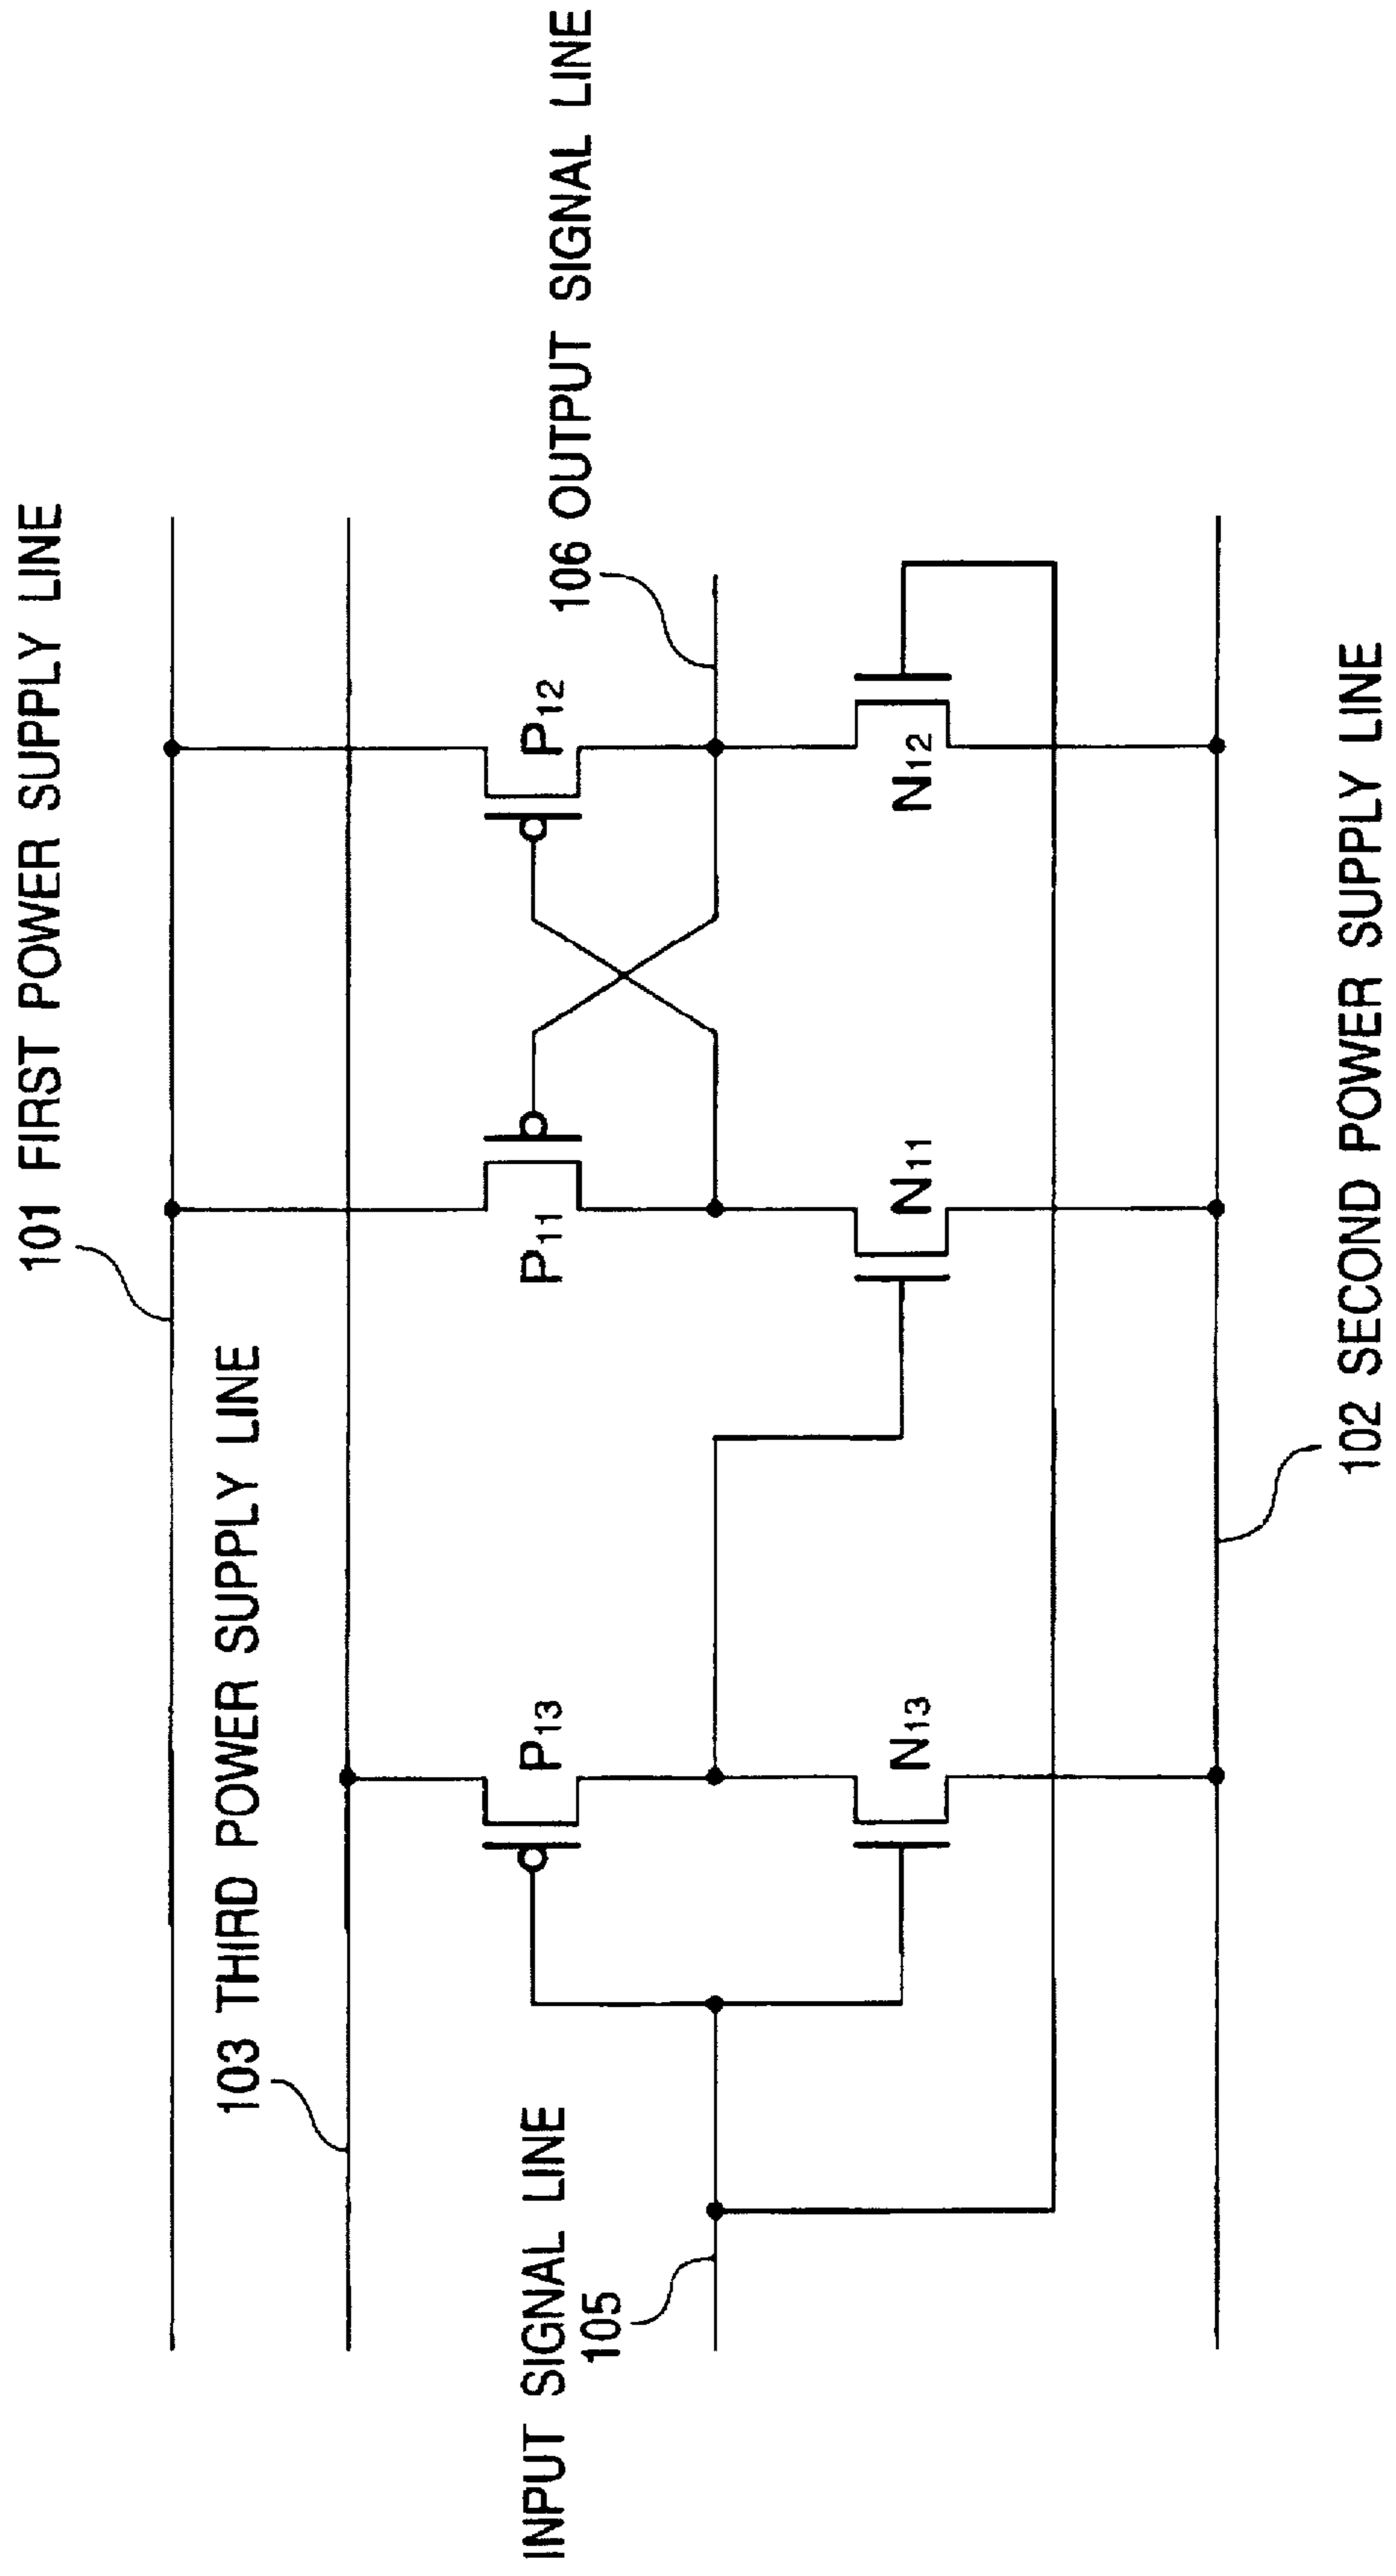 101 FIRST POWER SUPPLY LINE
103 THIRD POWER SUPPLY LINE
INPUT SIGNAL LINE
105
P13
P11
P12
106 OUTPUT SIGNAL LINE
N13
N11
N12
102 SECOND POWER SUPPLY LINE